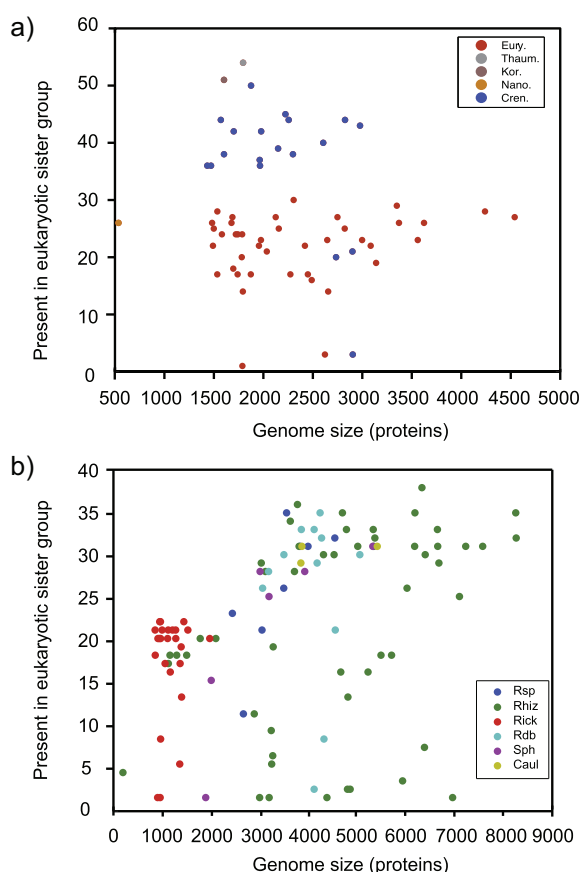 a)
60
50
40
30
20
10
0
Present in eukaryotic sister group
Eury.
Thaum.
Kor.
Nano.
Cren.
500 1000 1500 2000 2500 3000 3500 4000 4500 5000
Genome size (proteins)
b)
40
35
30
25
20
15
10
5
0
Present in eukaryotic sister group
Rsp
Rhiz
Rick
Rdb
Sph
Caul
0 1000 2000 3000 4000 5000 6000 7000 8000 9000
Genome size (proteins)